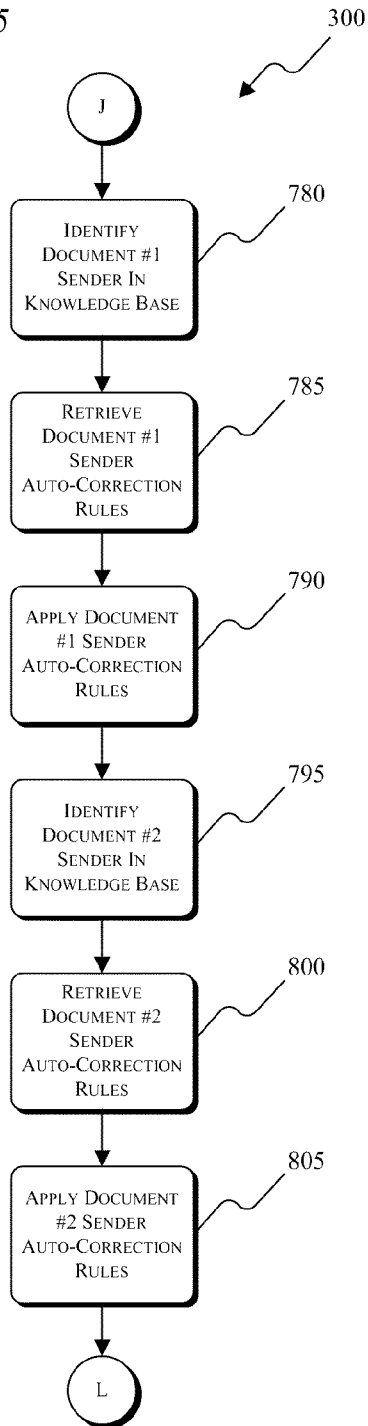 5
300
J
780
IDENTIFY
DOCUMENT #1
SENDER IN
KNOWLEDGE BASE
785
RETRIEVE
DOCUMENT #1
SENDER
AUTO-CORRECTION
RULES
790
APPLY DOCUMENT
#1 SENDER
AUTO-CORRECTION
RULES
795
IDENTIFY
DOCUMENT #2
SENDER IN
KNOWLEDGE BASE
800
RETRIEVE
DOCUMENT #2
SENDER
AUTO-CORRECTION
RULES
805
APPLY DOCUMENT
#2 SENDER
AUTO-CORRECTION
RULES
L